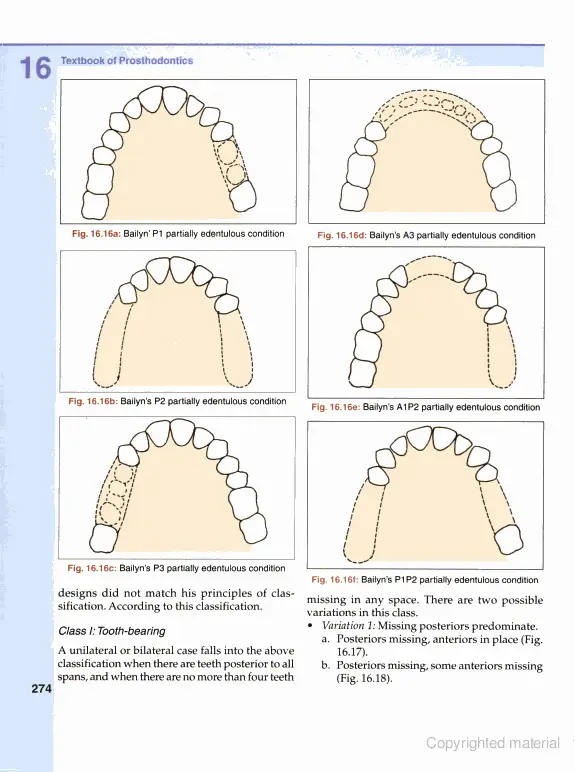 16
Textbook of Prosthodontics
Fig. 16.16a: Bailyn' P1 partially edentulous condition
Fig. 16.16b: Bailyn's P2 partially edentulous condition
Fig. 16.16c: Bailyn's P3 partially edentulous condition
designs did not match his principles of clas-
sification. According to this classification.
Class I: Tooth-bearing
A unilateral or bilateral case falls into the above
classification when there are teeth posterior to all
spans, and when there are no more than four teeth
Fig. 16.16d: Bailyn's A3 partially edentulous condition
Fig. 16.16e: Bailyn's A1P2 partially edentulous condition
Fig. 16.16f: Bailyn's P1P2 partially edentulous condition
missing in any space. There are two possible
variations in this class.
• Variation 1: Missing posteriors predominate.
a. Posteriors missing, anteriors in place (Fig.
16.17).
b. Posteriors missing, some anteriors missing
(Fig. 16.18).
274
Copyrighted material